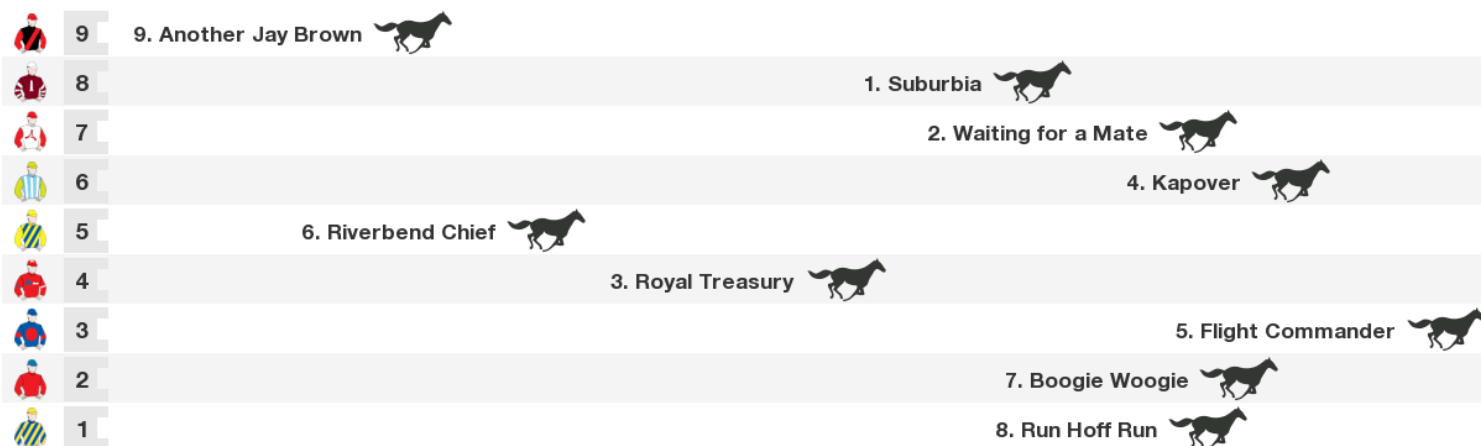 9 9. Another Jay Brown
8 1. Suburbia
7 2. Waiting for a Mate
6 4. Kapover
5 6. Riverbend Chief
4 3. Royal Treasury
3 5. Flight Commander
2 7. Boogie Woogie
1 8. Run Hoff Run